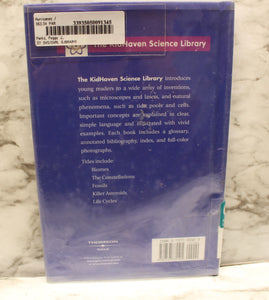 The KidHaven Science Library
The KidHaven Science Library introduces
young readers to a wide array of inventions,
such as microscopes and lasers, and natural
phenomena, such as tide pools and cells.
Important concepts are explained in clear,
simple language and illustrated with vivid
examples. Each book includes a glossary,
annotated bibliography, index, and full-color
photographs.
Titles include:
Biomes
The Constellations
Fossils
Killer Asteroids
Life Cycles
THOMSON
GALE